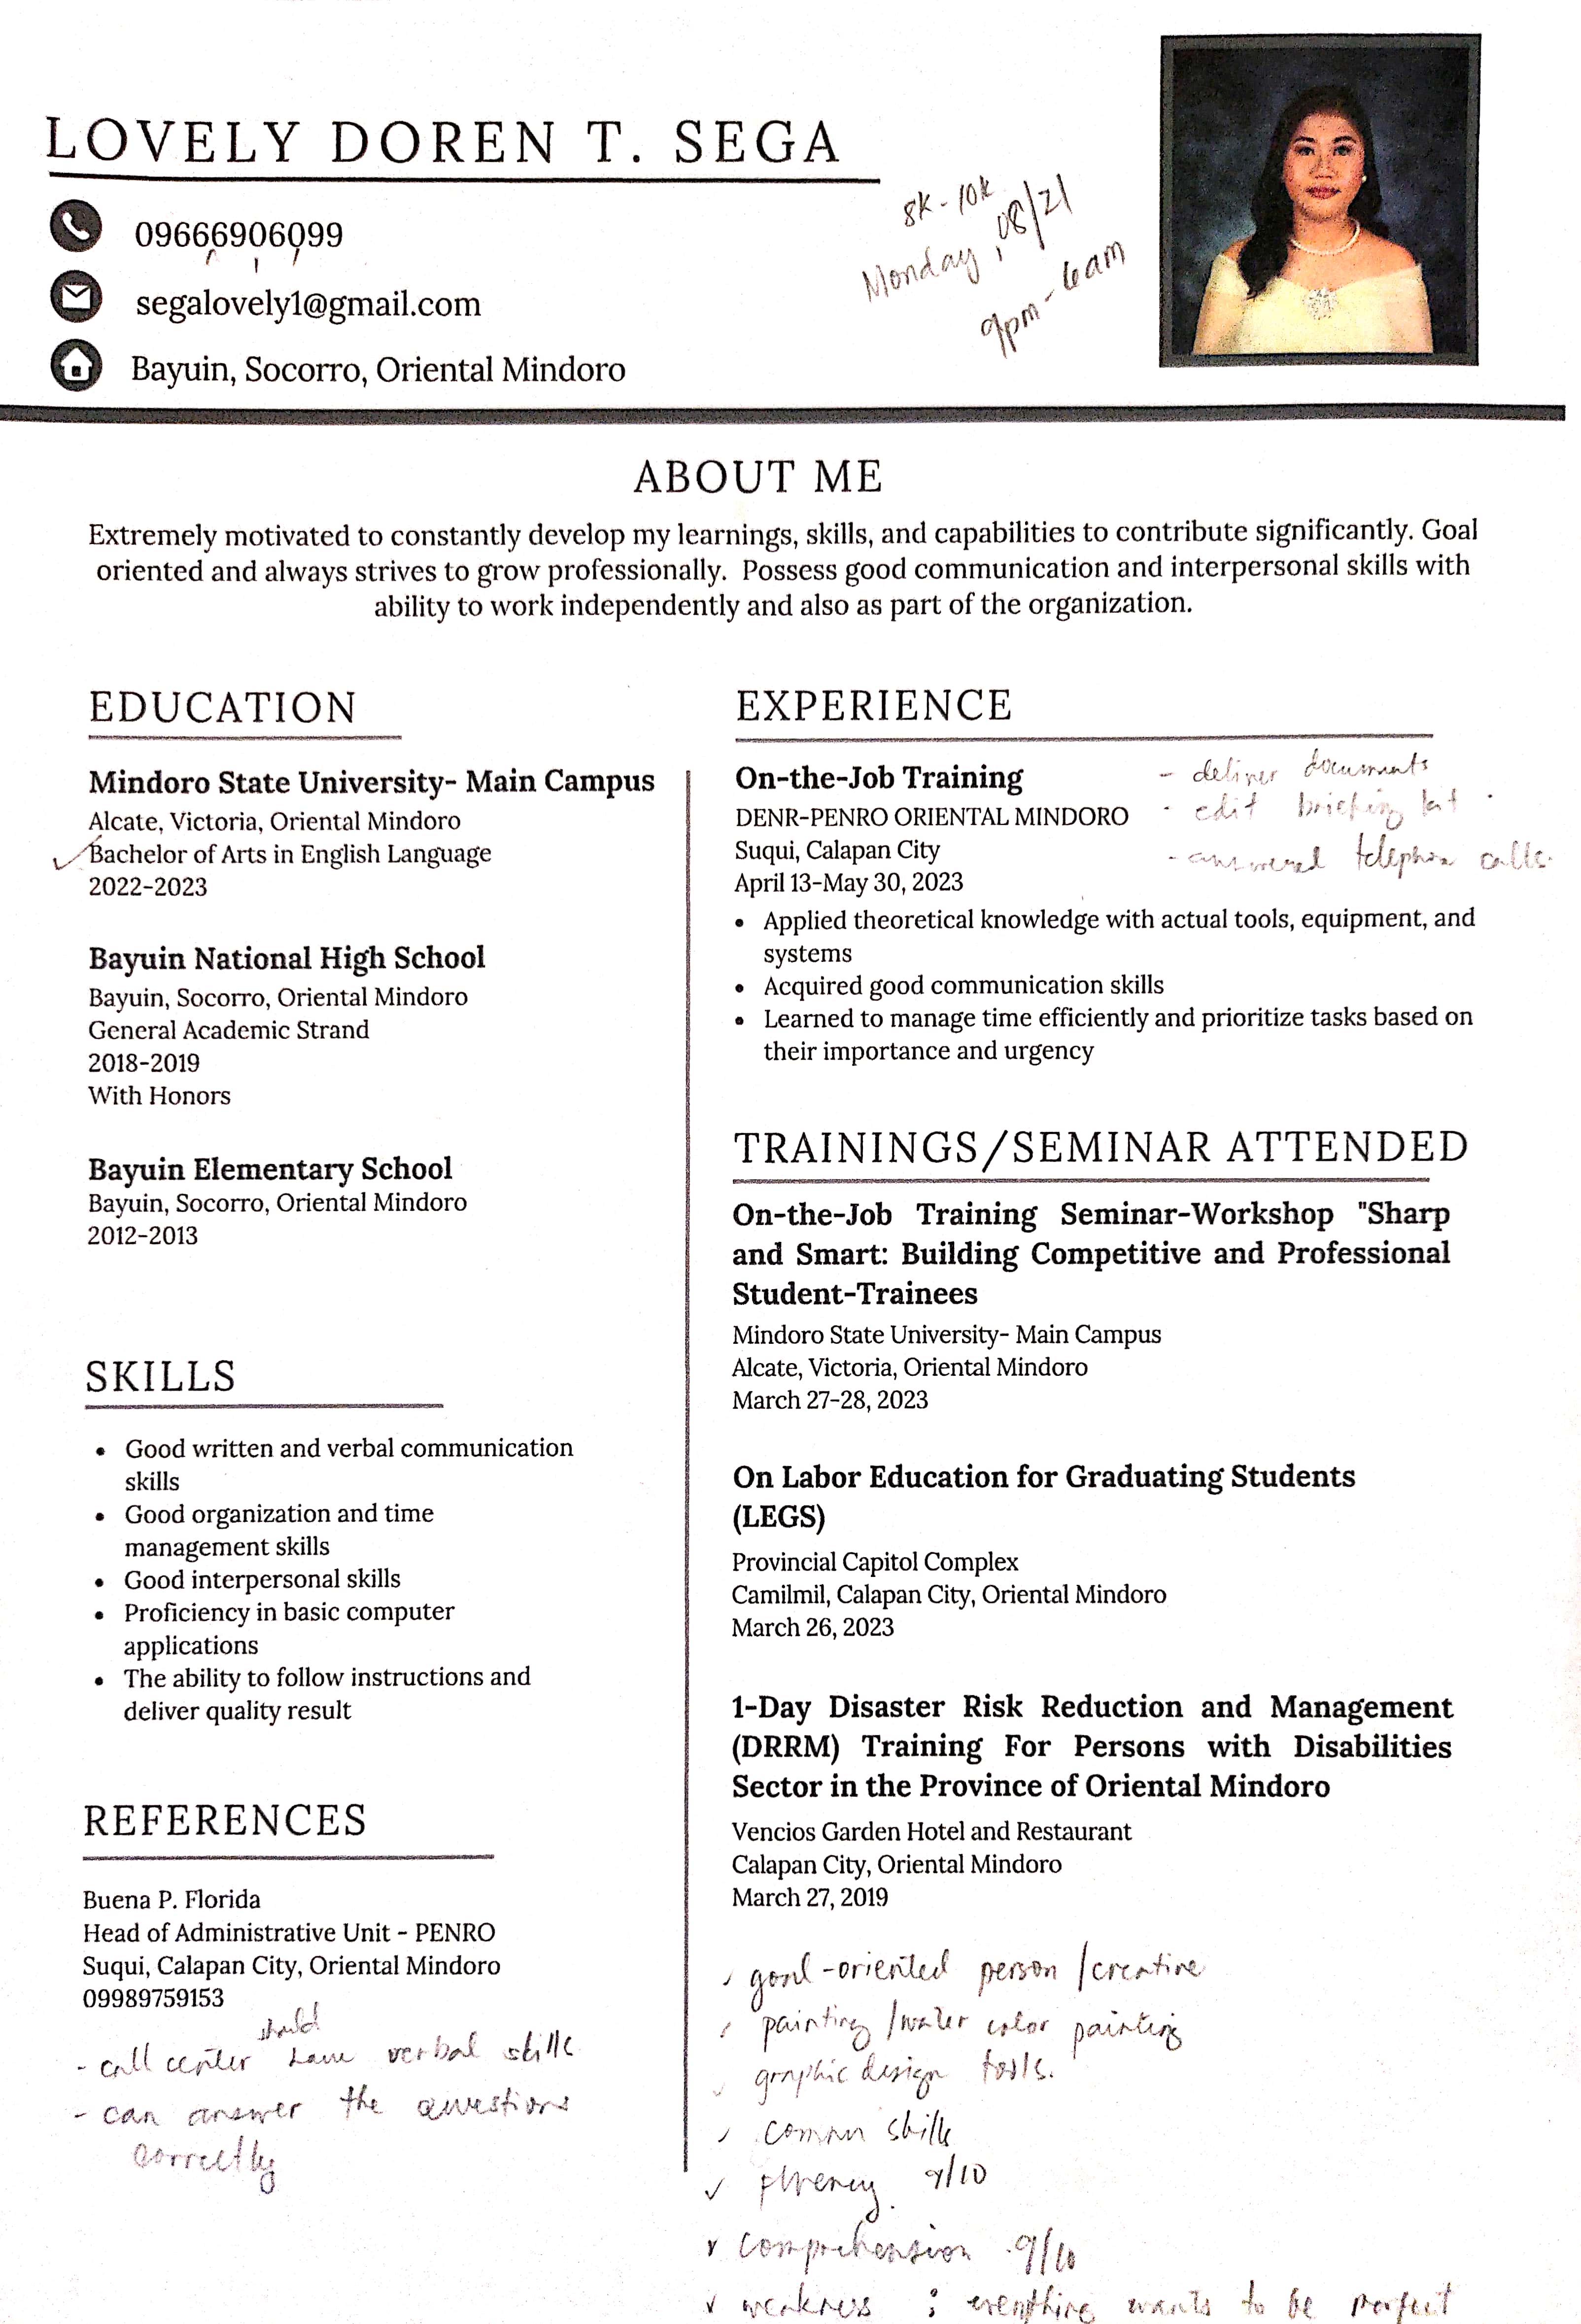 LOVELY DOREN T. SEGA
09666906099
segalovely1@gmail.com
Bayuin, Socorro, Oriental Mindoro
8k - 10k
Monday, 08/21
9pm - 6am
ABOUT ME
Extremely motivated to constantly develop my learnings, skills, and capabilities to contribute significantly. Goal
oriented and always strives to grow professionally. Possess good communication and interpersonal skills with
ability to work independently and also as part of the organization.
EDUCATION
Mindoro State University- Main Campus
Alcate, Victoria, Oriental Mindoro
Bachelor of Arts in English Language
2022-2023
Bayuin National High School
Bayuin, Socorro, Oriental Mindoro
General Academic Strand
2018-2019
With Honors
Bayuin Elementary School
Bayuin, Socorro, Oriental Mindoro
2012-2013
SKILLS
• Good written and verbal communication
skills
• Good organization and time
management skills
• Good interpersonal skills
• Proficiency in basic computer
applications
• The ability to follow instructions and
deliver quality result
REFERENCES
Buena P. Florida
Head of Administrative Unit - PENRO
Suqui, Calapan City, Oriental Mindoro
09989759153
should
- call center have verbal skills
- can answer the questions
correctly
EXPERIENCE
On-the-Job Training
DENR-PENRO ORIENTAL MINDORO
Suqui, Calapan City
April 13-May 30, 2023
- deliver documents
- edit briefing kit
- answered telephone calls.
• Applied theoretical knowledge with actual tools, equipment, and
systems
• Acquired good communication skills
• Learned to manage time efficiently and prioritize tasks based on
their importance and urgency
TRAININGS/SEMINAR ATTENDED
On-the-Job Training Seminar-Workshop "Sharp
and Smart: Building Competitive and Professional
Student-Trainees
Mindoro State University- Main Campus
Alcate, Victoria, Oriental Mindoro
March 27-28, 2023
On Labor Education for Graduating Students
(LEGS)
Provincial Capitol Complex
Camilmil, Calapan City, Oriental Mindoro
March 26, 2023
1-Day Disaster Risk Reduction and Management
(DRRM) Training For Persons with Disabilities
Sector in the Province of Oriental Mindoro
Vencios Garden Hotel and Restaurant
Calapan City, Oriental Mindoro
March 27, 2019
✓ goal-oriented person /creative
✓ painting /water color painting
✓ graphic design tools.
✓ skills
✓ fluency 9/10
✓ comprehension 9/10
✓ weakness : everything wants to be perfect